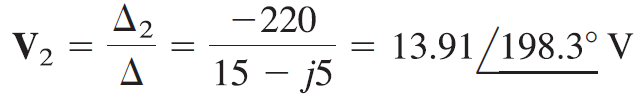 V₂ = Δ₂/Δ = −220/(15 − j5) = 13.91∠198.3° V